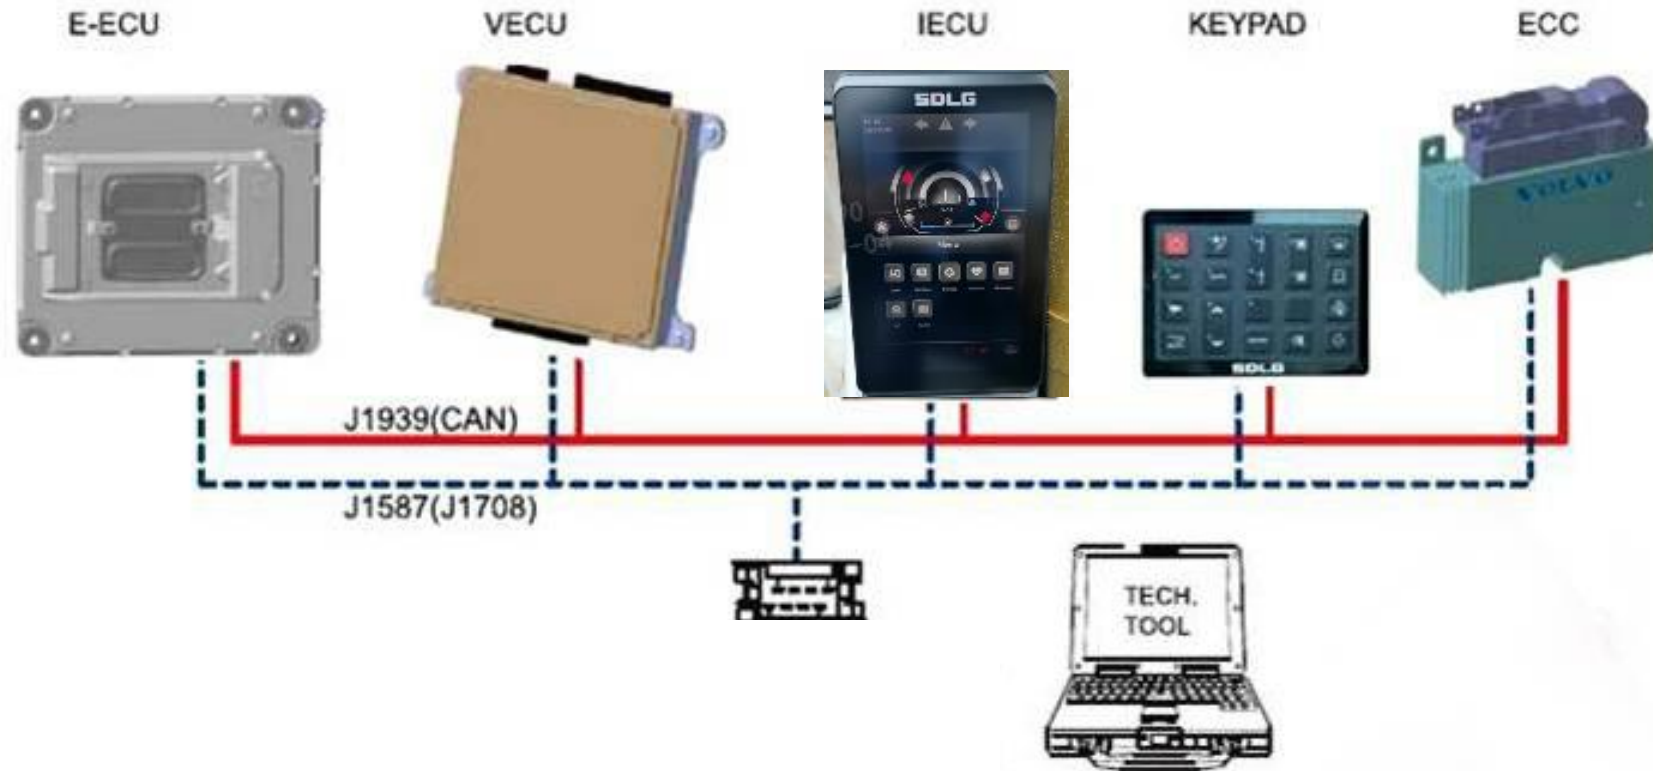 E-ECU
VECU
IECU
KEYPAD
ECC
SDLG
VOLVO
SDLG
J1939(CAN)
J1587(J1708)
TECH.
TOOL